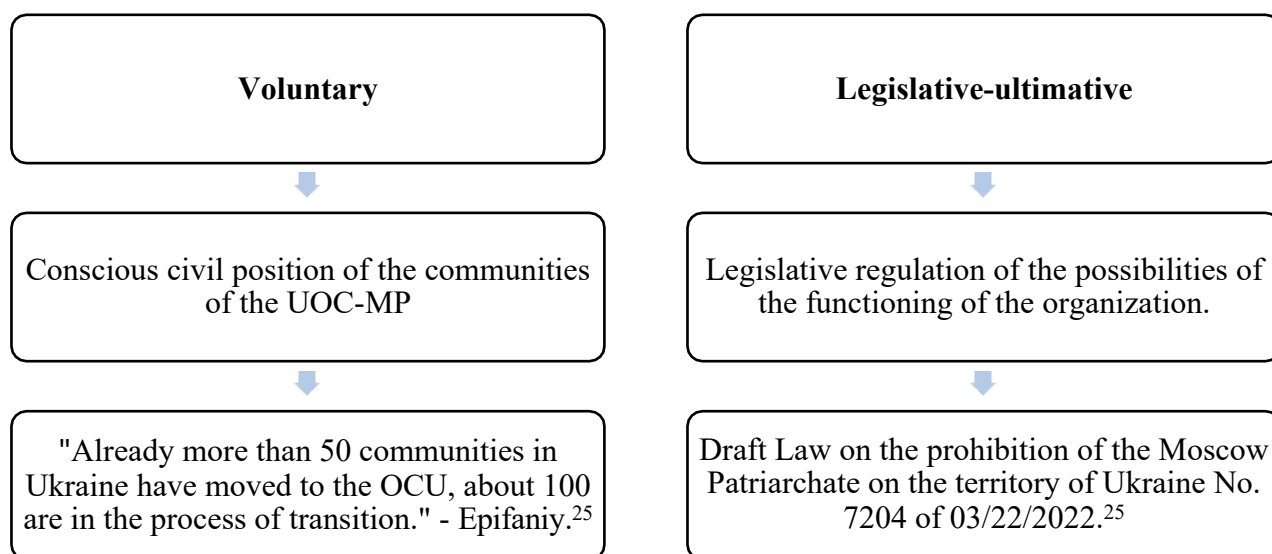 Voluntary
Conscious civil position of the communities
of the UOC-MP
"Already more than 50 communities in
Ukraine have moved to the OCU, about 100
are in the process of transition." - Epifaniy.²⁵
Legislative-ultimative
Legislative regulation of the possibilities of
the functioning of the organization.
Draft Law on the prohibition of the Moscow
Patriarchate on the territory of Ukraine No.
7204 of 03/22/2022.²⁵